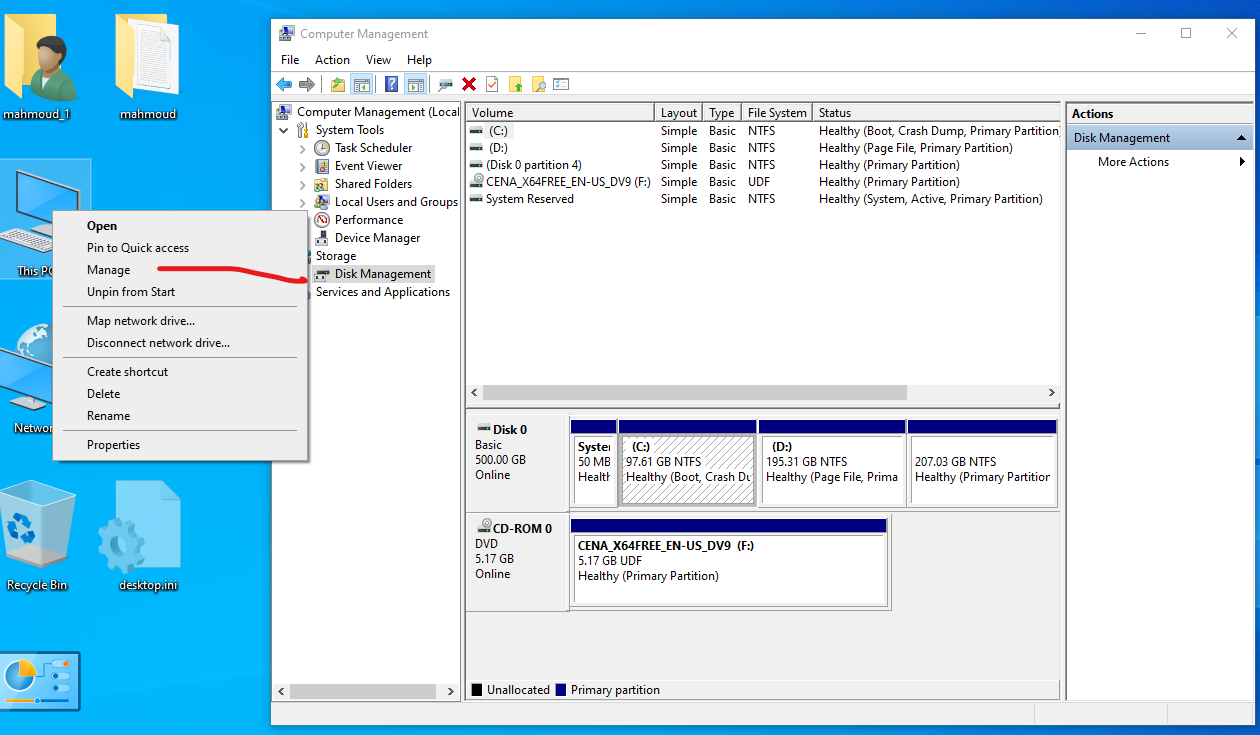 mahmoud_1
mahmoud
This PC
Networ
Recycle Bin
desktop.ini
Open
Pin to Quick access
Manage
Unpin from Start
Map network drive...
Disconnect network drive...
Create shortcut
Delete
Rename
Properties
Computer Management
File Action View Help
Computer Management (Local
System Tools
Task Scheduler
Event Viewer
Shared Folders
Local Users and Groups
Performance
Device Manager
Storage
Disk Management
Services and Applications
Volume Layout Type File System Status
(C:) Simple Basic NTFS Healthy (Boot, Crash Dump, Primary Partition)
(D:) Simple Basic NTFS Healthy (Page File, Primary Partition)
(Disk 0 partition 4) Simple Basic NTFS Healthy (Primary Partition)
CENA_X64FREE_EN-US_DV9 (F:) Simple Basic UDF Healthy (Primary Partition)
System Reserved Simple Basic NTFS Healthy (System, Active, Primary Partition)
Disk 0
Basic
500.00 GB
Online
Syste
50 MB
Health
(C:)
97.61 GB NTFS
Healthy (Boot, Crash Du
(D:)
195.31 GB NTFS
Healthy (Page File, Prima
207.03 GB NTFS
Healthy (Primary Partition
CD-ROM 0
DVD
5.17 GB
Online
CENA_X64FREE_EN-US_DV9 (F:)
5.17 GB UDF
Healthy (Primary Partition)
Unallocated Primary partition
Actions
Disk Management
More Actions